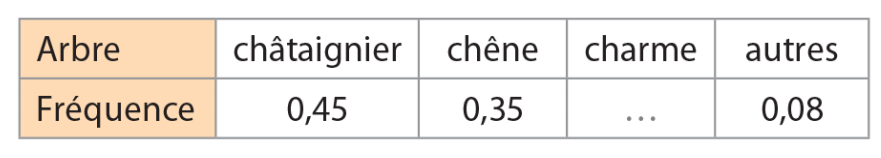 Arbre châtaignier chêne charme autres
Fréquence 0,45 0,35 ... 0,08